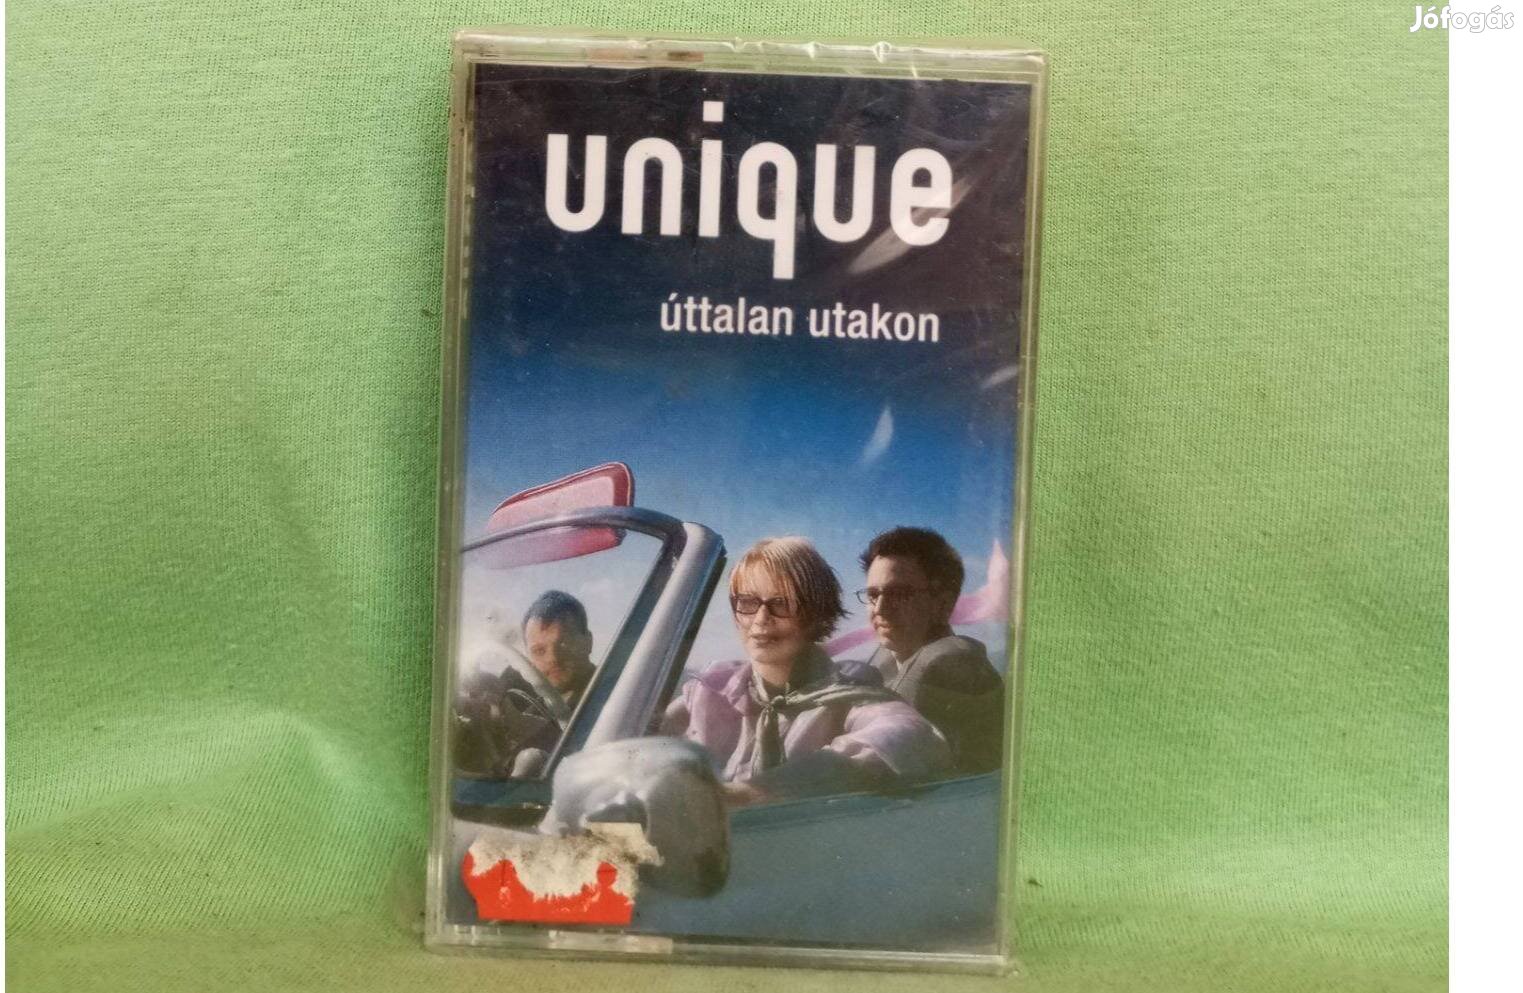 Jófogás
unique
úttalan utakon